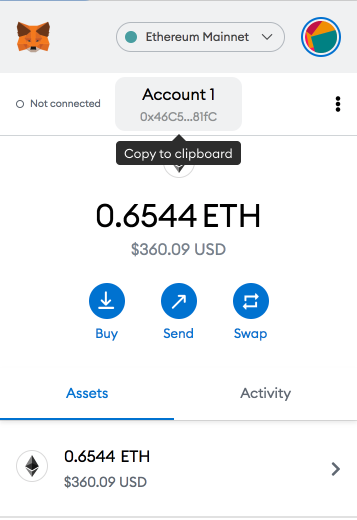 Ethereum Mainnet
Not connected
Account 1
0x46C5...81fC
Copy to clipboard
0.6544 ETH
$360.09 USD
Buy Send Swap
Assets Activity
0.6544 ETH
$360.09 USD